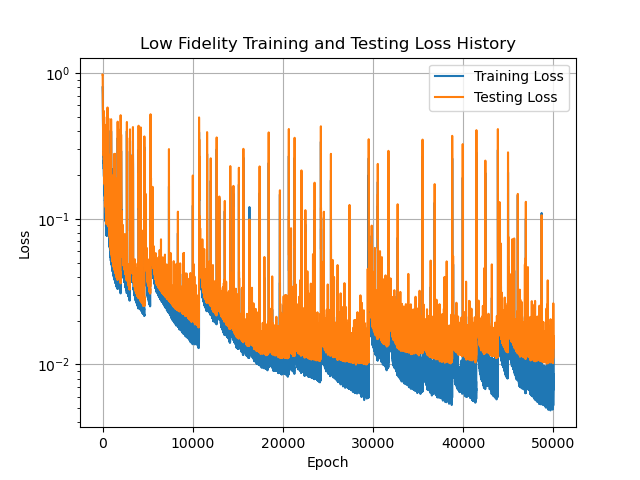 Low Fidelity Training and Testing Loss History
Training Loss
Testing Loss
10^0
10^-1
10^-2
Loss
0 10000 20000 30000 40000 50000
Epoch